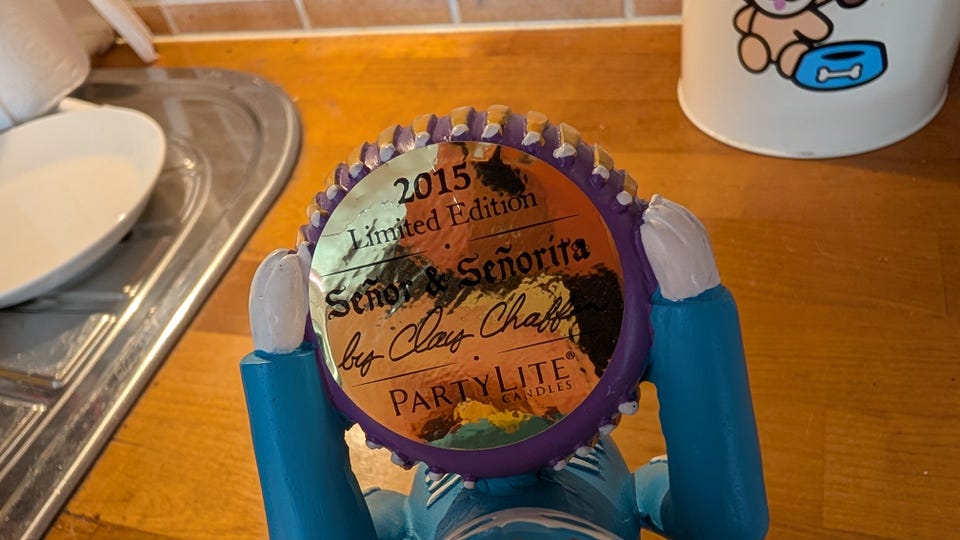 2015
Limited Edition
Señor & Señorita
by Clay Chaffin
PARTYLITE®
CANDLES